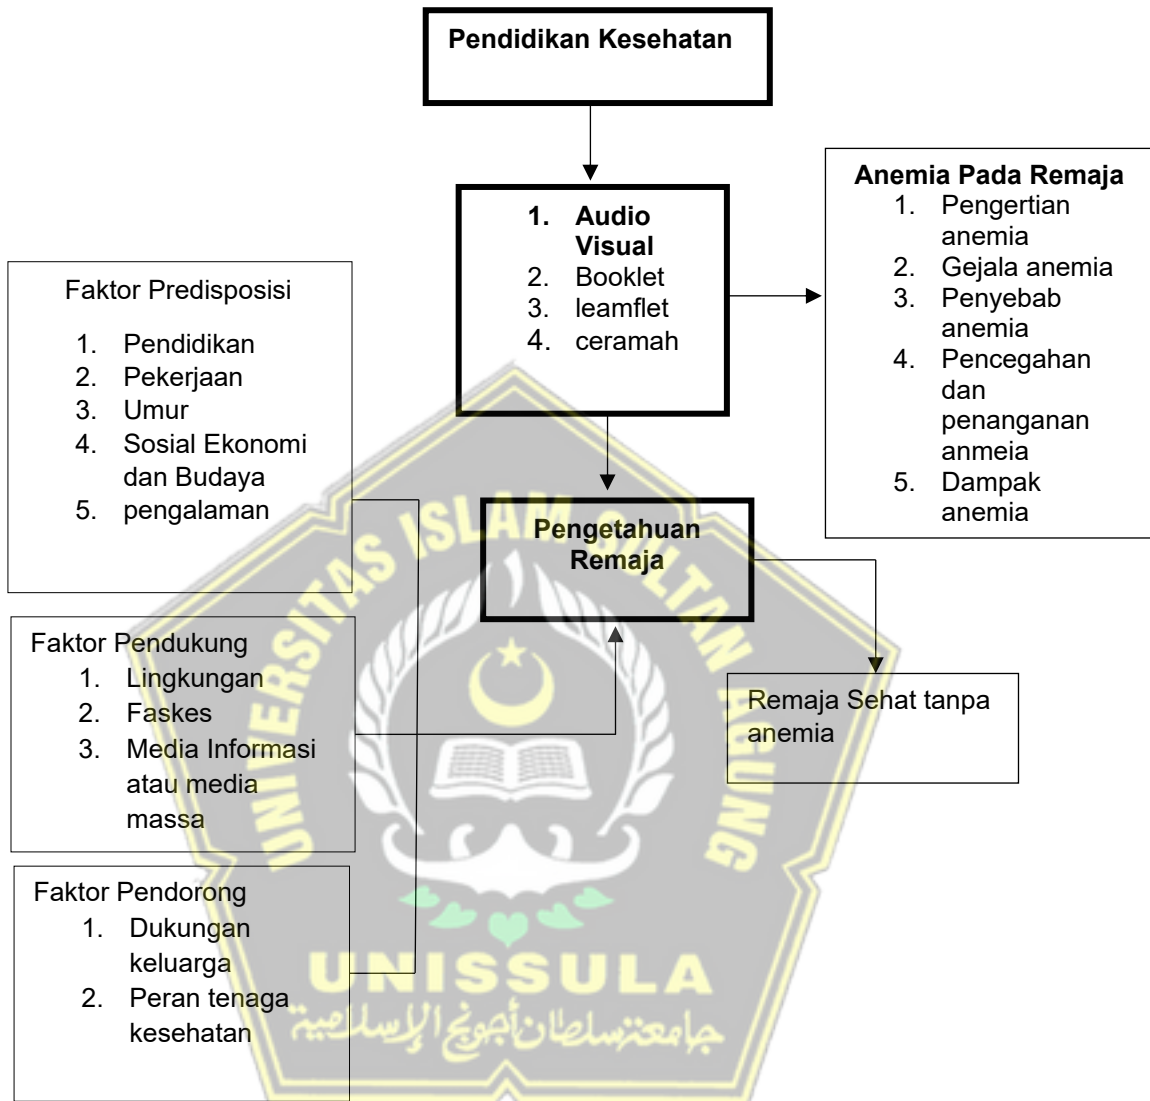 Pendidikan Kesehatan
1. Audio
Visual
2. Booklet
3. leamflet
4. ceramah
Anemia Pada Remaja
1. Pengertian
anemia
2. Gejala anemia
3. Penyebab
anemia
4. Pencegahan
dan
penanganan
anmeia
5. Dampak
anemia
Faktor Predisposisi
1. Pendidikan
2. Pekerjaan
3. Umur
4. Sosial Ekonomi
dan Budaya
5. pengalaman
Pengetahuan
Remaja
Faktor Pendukung
1. Lingkungan
2. Faskes
3. Media Informasi
atau media
massa
Remaja Sehat tanpa
anemia
Faktor Pendorong
1. Dukungan
keluarga
2. Peran tenaga
kesehatan
UNIVERSITAS ISLAM SULTAN AGUNG
UNISSULA
جامعة سلطان أجونج الإسلامية